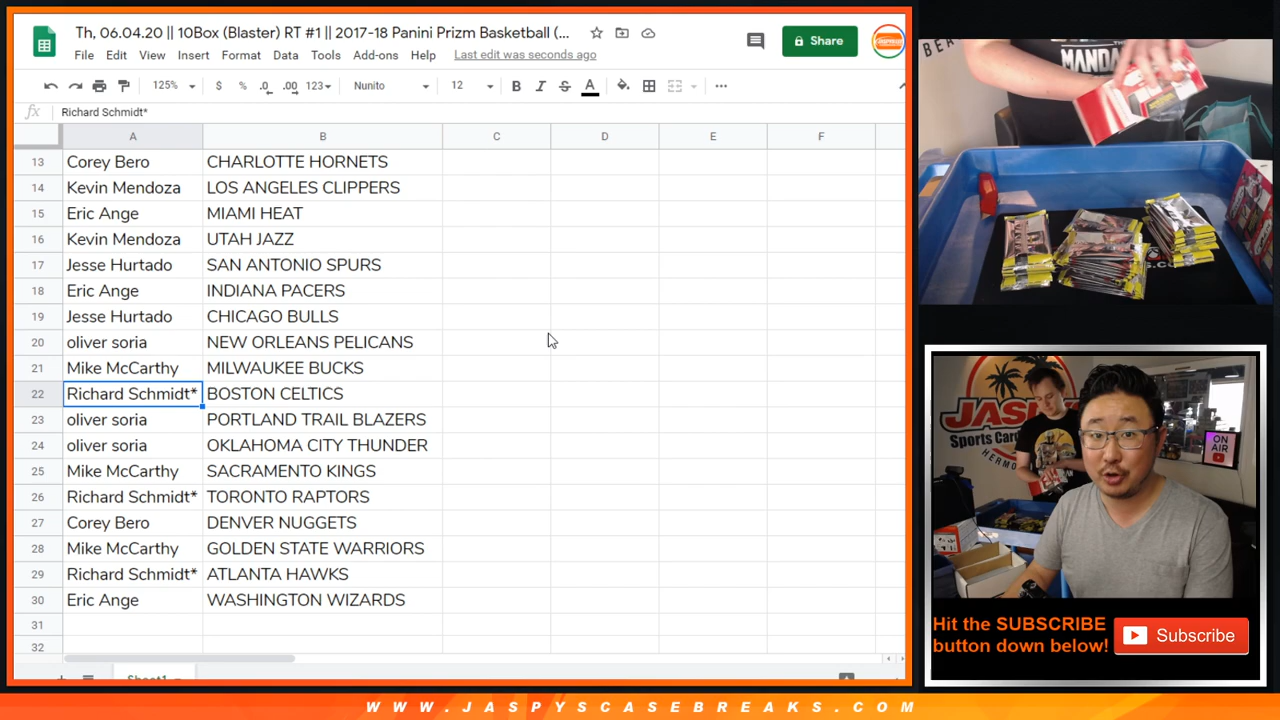 Th, 06.04.20 || 10Box (Blaster) RT #1 || 2017-18 Panini Prizm Basketball (...
File Edit View Insert Format Data Tools Add-ons Help Last edit was seconds ago
Share
125% $ % .0 .00 123 Nunito 12 B I S A
fx Richard Schmidt*
A B C D E F
13 Corey Bero CHARLOTTE HORNETS
14 Kevin Mendoza LOS ANGELES CLIPPERS
15 Eric Ange MIAMI HEAT
16 Kevin Mendoza UTAH JAZZ
17 Jesse Hurtado SAN ANTONIO SPURS
18 Eric Ange INDIANA PACERS
19 Jesse Hurtado CHICAGO BULLS
20 oliver soria NEW ORLEANS PELICANS
21 Mike McCarthy MILWAUKEE BUCKS
22 Richard Schmidt* BOSTON CELTICS
23 oliver soria PORTLAND TRAIL BLAZERS
24 oliver soria OKLAHOMA CITY THUNDER
25 Mike McCarthy SACRAMENTO KINGS
26 Richard Schmidt* TORONTO RAPTORS
27 Corey Bero DENVER NUGGETS
28 Mike McCarthy GOLDEN STATE WARRIORS
29 Richard Schmidt* ATLANTA HAWKS
30 Eric Ange WASHINGTON WIZARDS
31
32
Sheet1
MANDA
JASP
Sports Car
HERMO
ON AIR
Hit the SUBSCRIBE
button down below!
Subscribe
WWW.JASPYSCASEBREAKS.COM